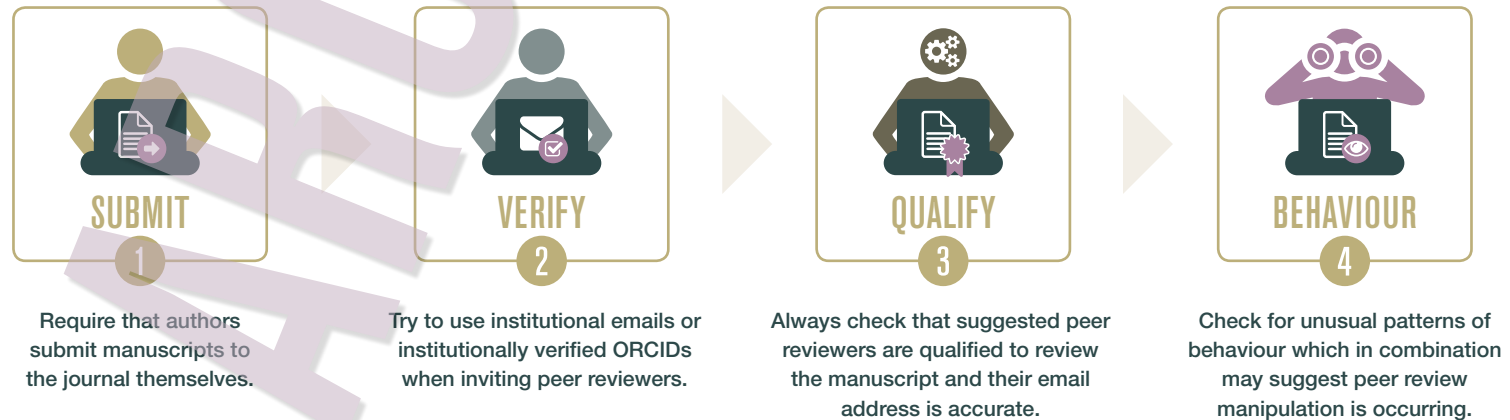 SUBMIT
1
Require that authors
submit manuscripts to
the journal themselves.
VERIFY
2
Try to use institutional emails or
institutionally verified ORCIDs
when inviting peer reviewers.
QUALIFY
3
Always check that suggested peer
reviewers are qualified to review
the manuscript and their email
address is accurate.
BEHAVIOUR
4
Check for unusual patterns of
behaviour which in combination
may suggest peer review
manipulation is occurring.